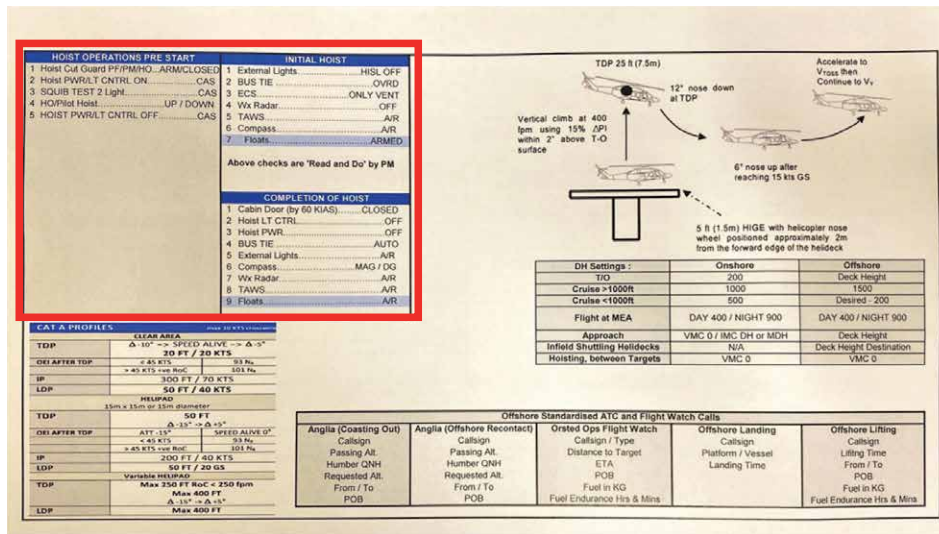 HOIST OPERATIONS PRE START
1 Hoist Cut Guard PF/PM/HO...ARM/CLOSED
2 Hoist PWR/LT CNTRL ON...CAS
3 SQUIB TEST 2 Light...CAS
4 HO/Pilot Hoist...UP / DOWN
5 HOIST PWR/LT CNTRL OFF...CAS
INITIAL HOIST
1 External Lights...HISL OFF
2 BUS TIE...OVRD
3 ECS...ONLY VENT
4 Wx Radar...OFF
5 TAWS...A/R
6 Compass...A/R
7 Floats...ARMED
Above checks are 'Read and Do' by PM
COMPLETION OF HOIST
1 Cabin Door (by 60 KIAS)...CLOSED
2 Hoist LT CTRL...OFF
3 Hoist PWR...OFF
4 BUS TIE...AUTO
5 External Lights...A/R
6 Compass...MAG / DG
7 Wx Radar...A/R
8 TAWS...A/R
9 Floats...A/R
TDP 25 ft (7.5m)
12° nose down
at TDP
Accelerate to
VTOSS then
Continue to VY
Vertical climb at 400
fpm using 15% ΔPI
within 2" above T-O
surface
6° nose up after
reaching 15 kts GS
5 ft (1.5m) HIGE with helicopter nose
wheel positioned approximately 2m
from the forward edge of the helideck
DH Settings : Onshore Offshore
T/O 200 Deck Height
Cruise >1000ft 1000 1500
Cruise <1000ft 500 Desired - 200
Flight at MEA DAY 400 / NIGHT 900 DAY 400 / NIGHT 900
Approach VMC 0 / IMC DH or MDH Deck Height
Infield Shuttling Helidecks N/A Deck Height Destination
Hoisting, between Targets VMC 0 VMC 0
CAT A PROFILES
CLEAR AREA
TDP Δ-10° -> SPEED ALIVE -> Δ-5°
20 FT / 20 KTS
OEI AFTER TDP < 45 KTS 93 NR
> 45 KTS +ve RoC 101 NR
IP 300 FT / 70 KTS
LDP 50 FT / 40 KTS
HELIPAD
15m x 15m or 15m diameter
TDP 50 FT
Δ-15° -> Δ+5°
OEI AFTER TDP ATT -15° SPEED ALIVE 0°
< 45 KTS 93 NR
> 45 KTS +ve RoC 101 NR
IP 200 FT / 40 KTS
LDP 50 FT / 20 GS
Variable HELIPAD
TDP Max 250 FT RoC < 250 fpm
Max 400 FT
Δ-15° -> Δ+5°
LDP Max 400 FT
Offshore Standardised ATC and Flight Watch Calls
Anglia (Coasting Out) Anglia (Offshore Recontact) Orsted Ops Flight Watch Offshore Landing Offshore Lifting
Callsign Callsign Callsign / Type Callsign Callsign
Passing Alt. Passing Alt. Distance to Target Platform / Vessel Lifting Time
Humber QNH Humber QNH ETA Landing Time From / To
Requested Alt. Requested Alt. POB POB
From / To From / To Fuel in KG Fuel in KG
POB POB Fuel Endurance Hrs & Mins Fuel Endurance Hrs & Mins